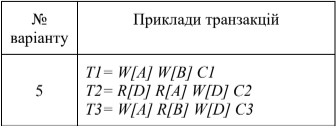 №
варіанту
Приклади транзакцій
5
T1= W[A] W[B] C1
T2= R[D] R[A] W[D] C2
T3= W[A] R[B] W[D] C3